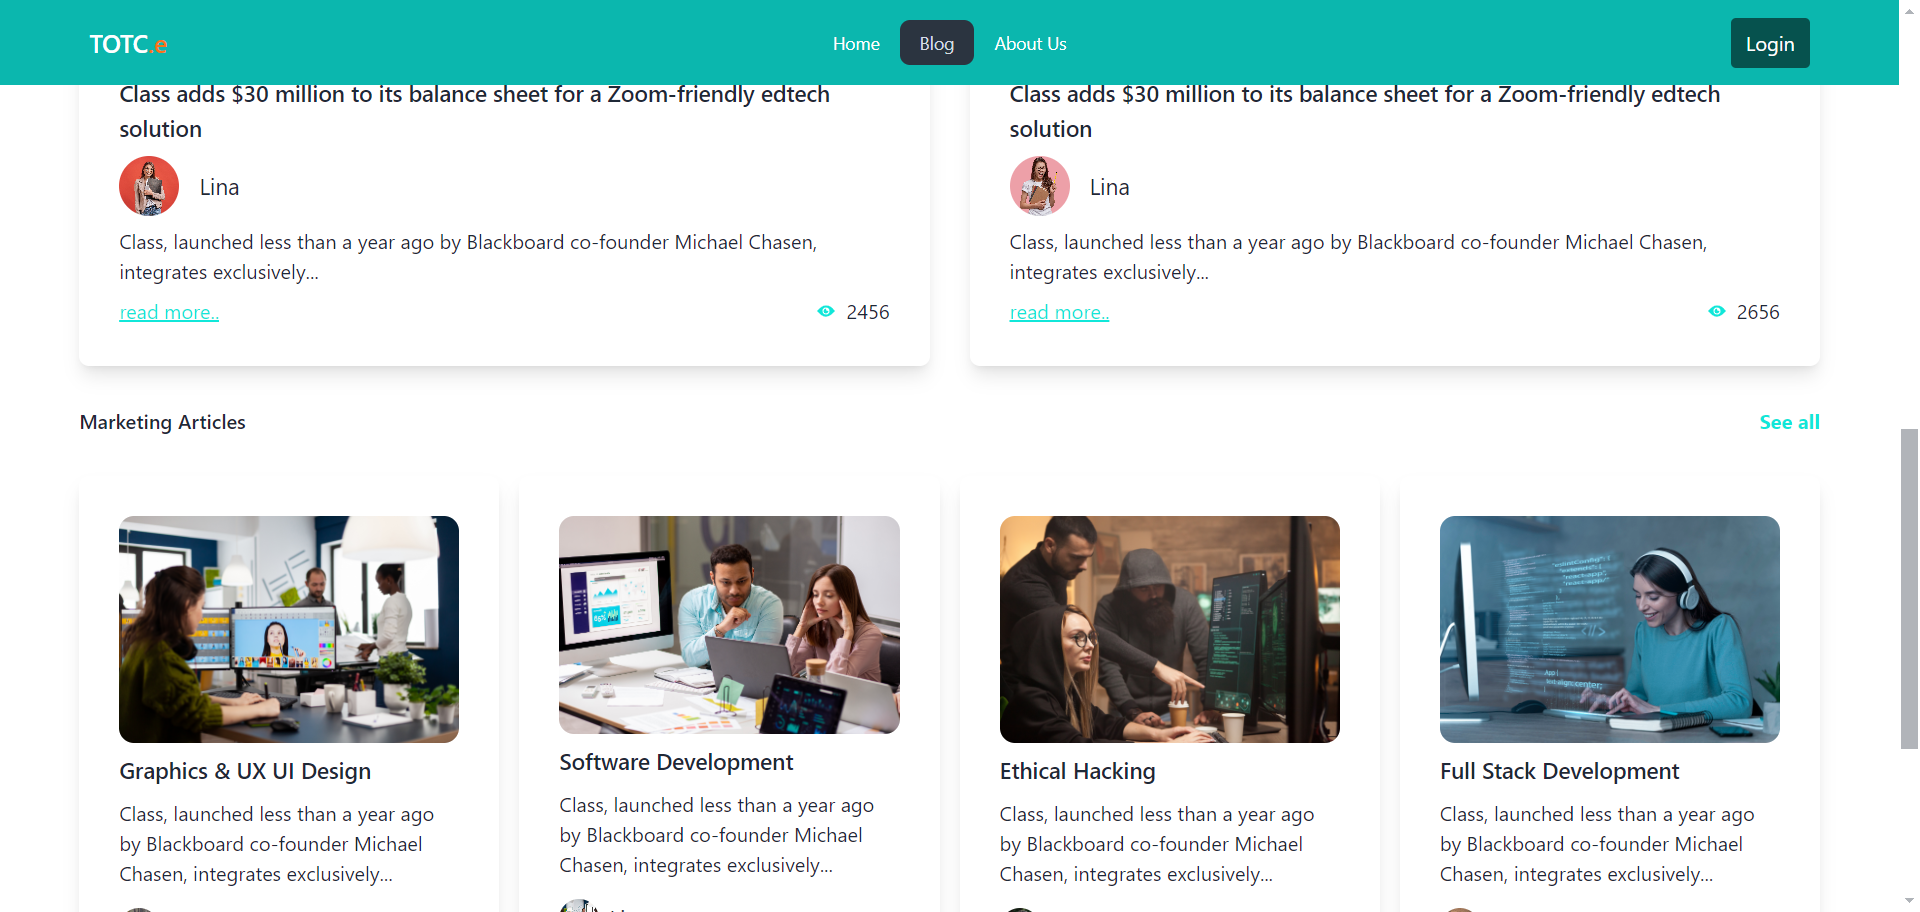 TOTC.e
Home
Blog
About Us
Login
Class adds $30 million to its balance sheet for a Zoom-friendly edtech
solution
Lina
Class, launched less than a year ago by Blackboard co-founder Michael Chasen,
integrates exclusively...
read more..
2456
Class adds $30 million to its balance sheet for a Zoom-friendly edtech
solution
Lina
Class, launched less than a year ago by Blackboard co-founder Michael Chasen,
integrates exclusively...
read more..
2656
Marketing Articles
See all
Graphics & UX UI Design
Class, launched less than a year ago
by Blackboard co-founder Michael
Chasen, integrates exclusively...
Software Development
Class, launched less than a year ago
by Blackboard co-founder Michael
Chasen, integrates exclusively...
Ethical Hacking
Class, launched less than a year ago
by Blackboard co-founder Michael
Chasen, integrates exclusively...
Full Stack Development
Class, launched less than a year ago
by Blackboard co-founder Michael
Chasen, integrates exclusively...